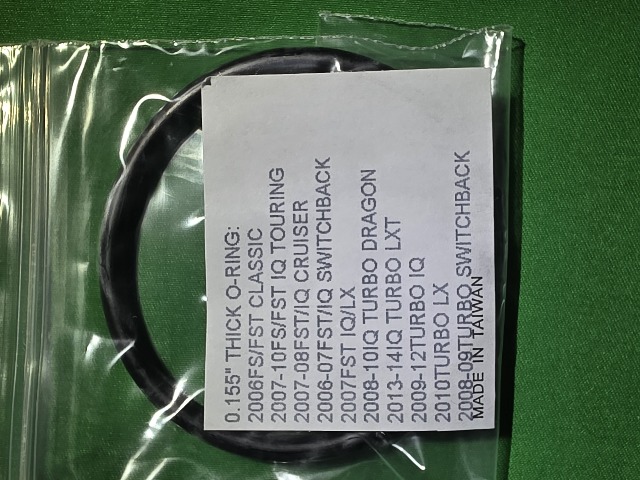 0.155" THICK O-RING:
2006FS/FST CLASSIC
2007-10FS/FST IQ TOURING
2007-08FST/IQ CRUISER
2006-07FST/IQ SWITCHBACK
2007FST IQ/LX
2008-10IQ TURBO DRAGON
2013-14IQ TURBO LXT
2009-12TURBO IQ
2010TURBO LX
2008-09TURBO SWITCHBACK
MADE IN TAIWAN